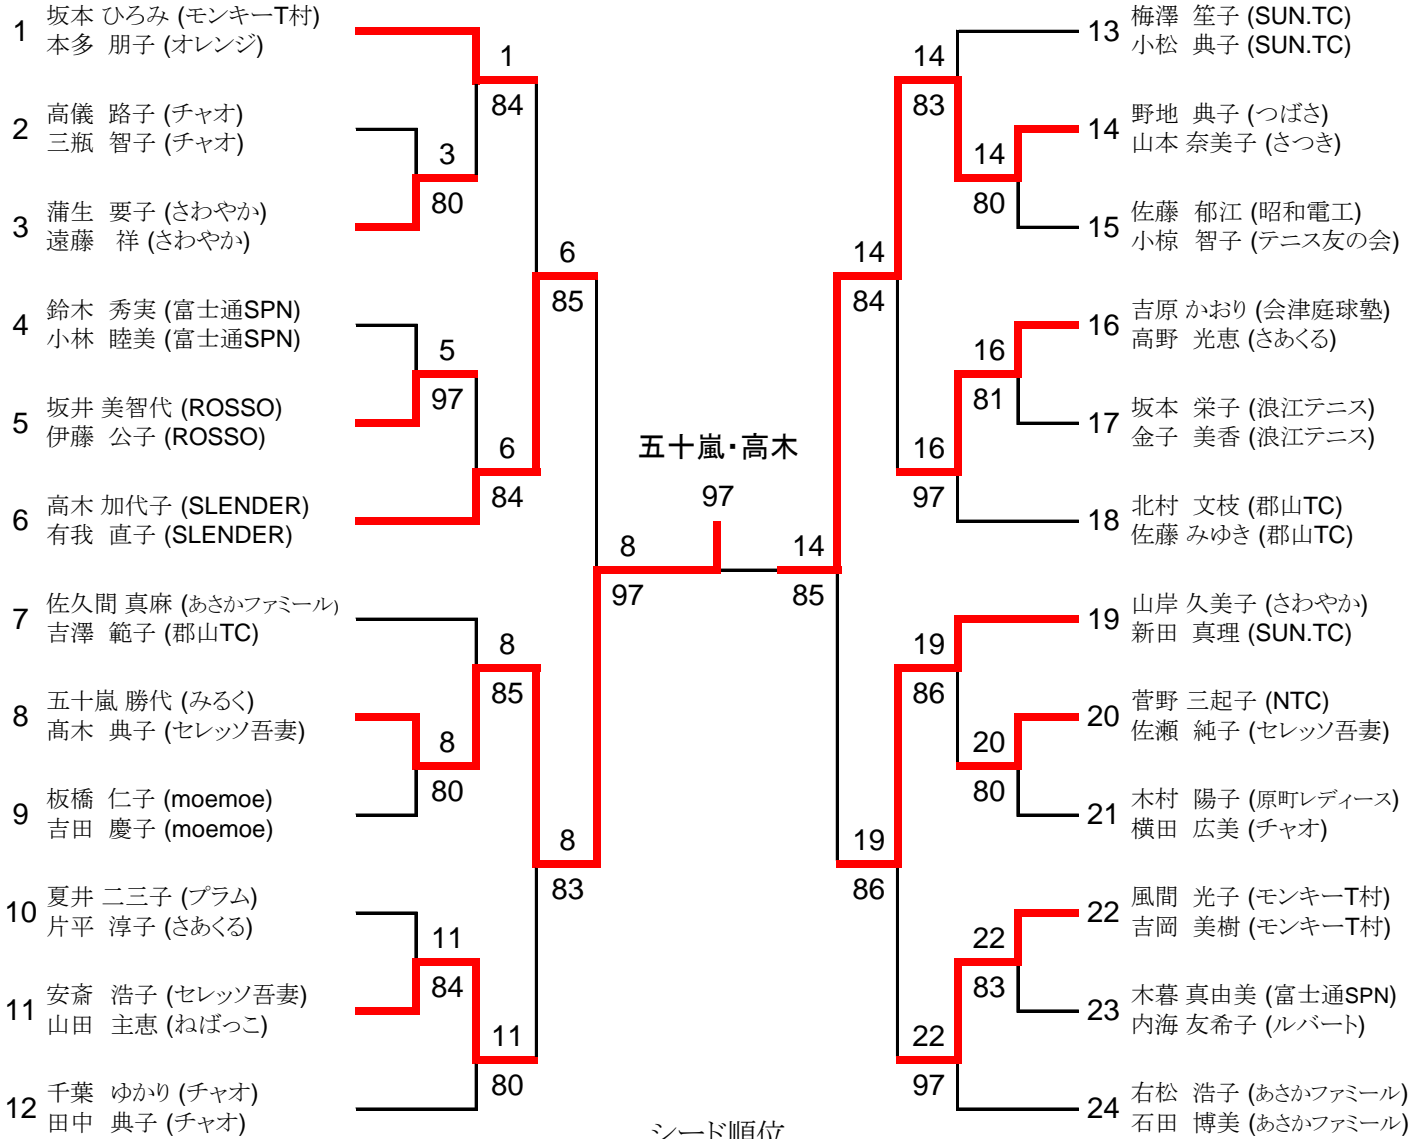 1 坂本 ひろみ (モンキーT村)
本多 朋子 (オレンジ)
2 高儀 路子 (チャオ)
三瓶 智子 (チャオ)
3 蒲生 要子 (さわやか)
遠藤 祥 (さわやか)
4 鈴木 秀実 (富士通SPN)
小林 睦美 (富士通SPN)
5 坂井 美智代 (ROSSO)
伊藤 公子 (ROSSO)
6 高木 加代子 (SLENDER)
有我 直子 (SLENDER)
7 佐久間 真麻 (あさかファミール)
吉澤 範子 (郡山TC)
8 五十嵐 勝代 (みるく)
髙木 典子 (セレッソ吾妻)
9 板橋 仁子 (moemoe)
吉田 慶子 (moemoe)
10 夏井 二三子 (プラム)
片平 淳子 (さあくる)
11 安斎 浩子 (セレッソ吾妻)
山田 主恵 (ねばっこ)
12 千葉 ゆかり (チャオ)
田中 典子 (チャオ)
1
84
3
80
6
85
5
97
6
84
8
97
8
85
8
80
8
83
11
84
11
80
五十嵐・高木
97
14
83
14
80
14
84
16
81
16
97
14
85
19
86
20
80
19
86
22
83
22
97
13 梅澤 笙子 (SUN.TC)
小松 典子 (SUN.TC)
14 野地 典子 (つばさ)
山本 奈美子 (さつき)
15 佐藤 郁江 (昭和電工)
小椋 智子 (テニス友の会)
16 吉原 かおり (会津庭球塾)
高野 光恵 (さあくる)
17 坂本 栄子 (浪江テニス)
金子 美香 (浪江テニス)
18 北村 文枝 (郡山TC)
佐藤 みゆき (郡山TC)
19 山岸 久美子 (さわやか)
新田 真理 (SUN.TC)
20 菅野 三起子 (NTC)
佐瀬 純子 (セレッソ吾妻)
21 木村 陽子 (原町レディース)
横田 広美 (チャオ)
22 風間 光子 (モンキーT村)
吉岡 美樹 (モンキーT村)
23 木暮 真由美 (富士通SPN)
内海 友希子 (ルバート)
24 右松 浩子 (あさかファミール)
石田 博美 (あさかファミール)
シード順位